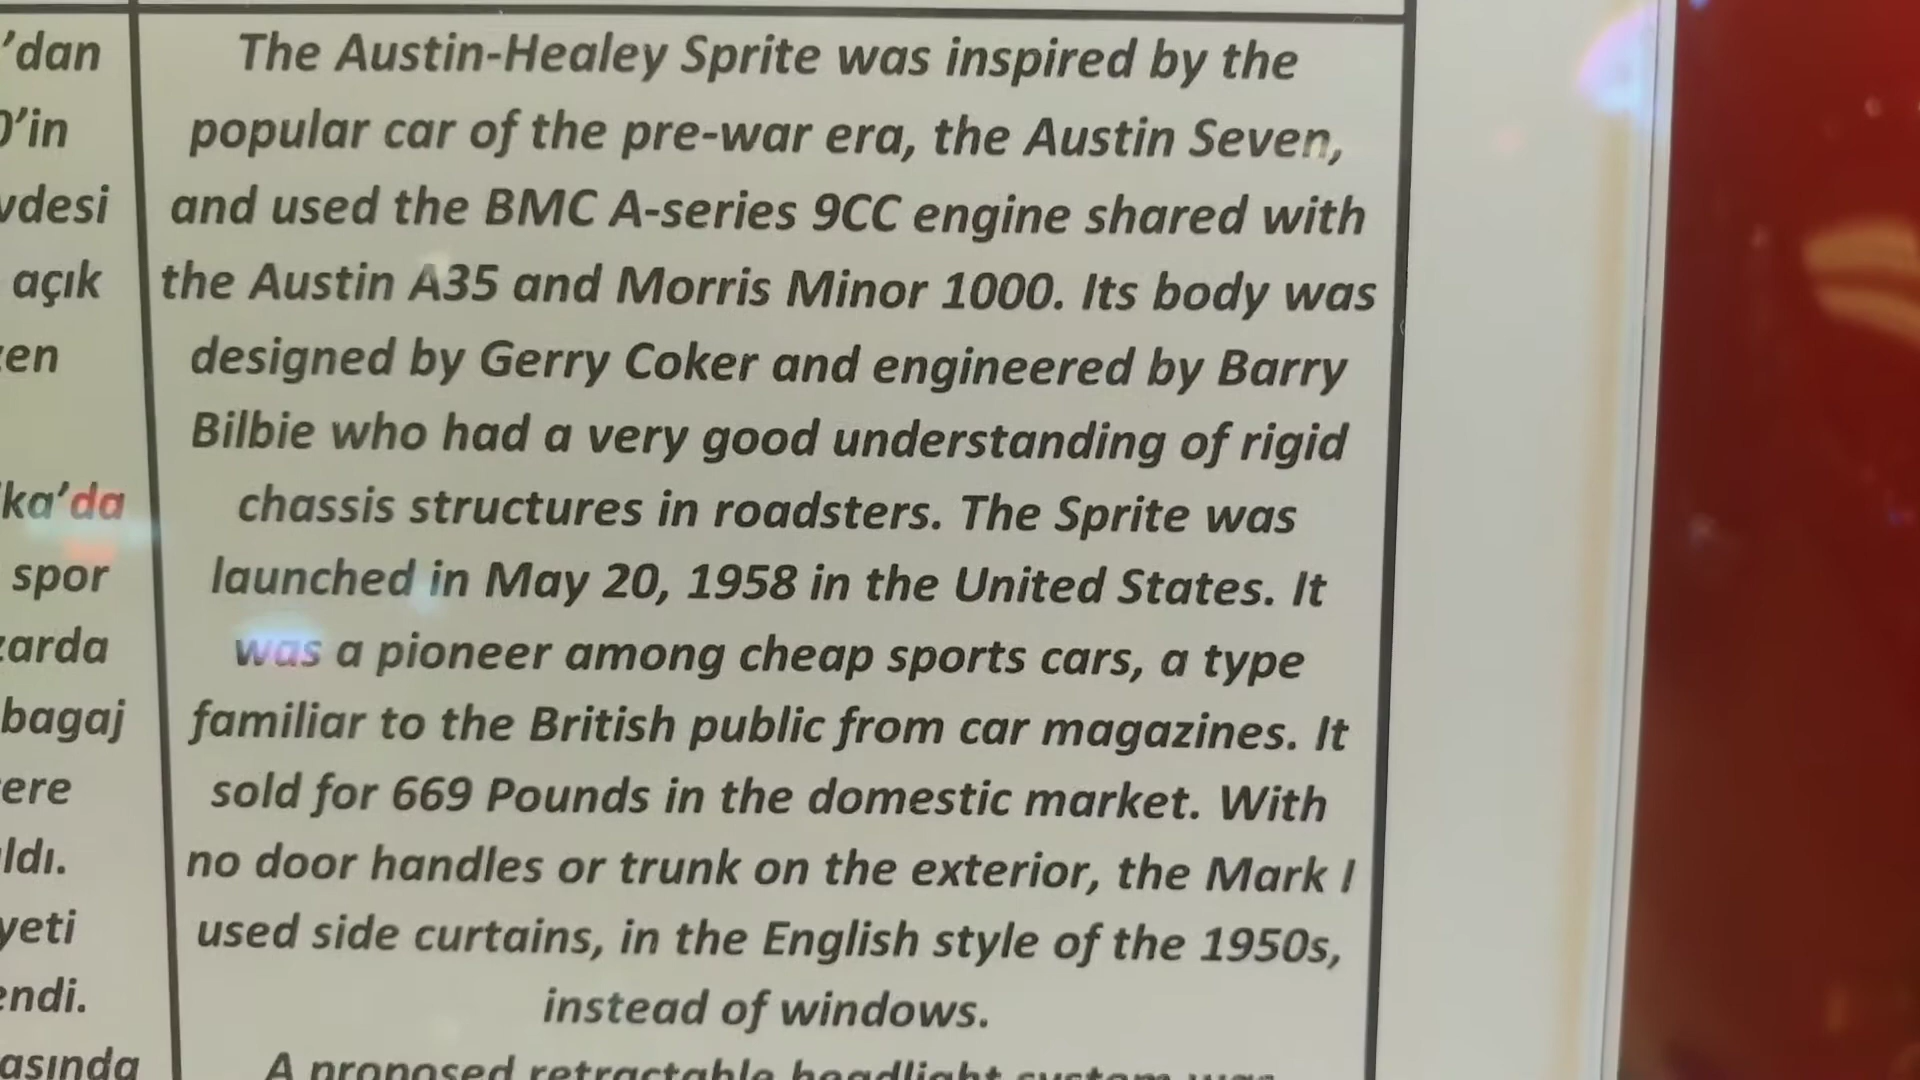 'dan
'in
vdesi
açık
en
ka'da
spor
arda
bagaj
ere
ldı.
yeti
endi.
asında
The Austin-Healey Sprite was inspired by the
popular car of the pre-war era, the Austin Seven,
and used the BMC A-series 9CC engine shared with
the Austin A35 and Morris Minor 1000. Its body was
designed by Gerry Coker and engineered by Barry
Bilbie who had a very good understanding of rigid
chassis structures in roadsters. The Sprite was
launched in May 20, 1958 in the United States. It
was a pioneer among cheap sports cars, a type
familiar to the British public from car magazines. It
sold for 669 Pounds in the domestic market. With
no door handles or trunk on the exterior, the Mark I
used side curtains, in the English style of the 1950s,
instead of windows.
A proposed retractable headlight system was